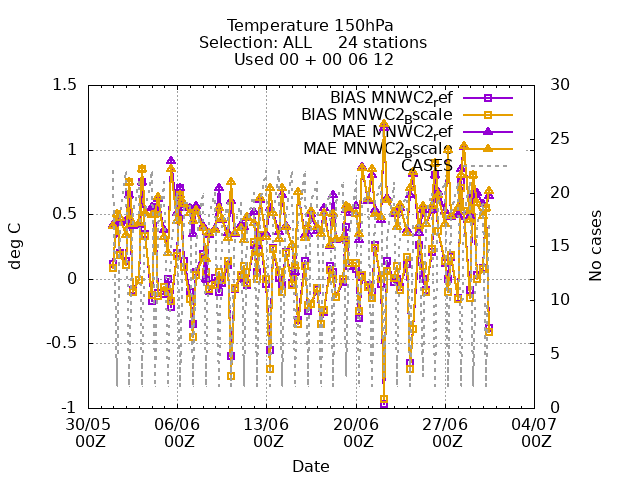 Temperature 150hPa
Selection: ALL 24 stations
Used 00 + 00 06 12
BIAS MNWC2_ref
BIAS MNWC2_Bscale
MAE MNWC2_ref
MAE MNWC2_Bscale
CASES
1.5
1
0.5
0
-0.5
-1
deg C
30
25
20
15
10
5
0
No cases
30/05 06/06 13/06 20/06 27/06 04/07
00Z 00Z 00Z 00Z 00Z 00Z
Date